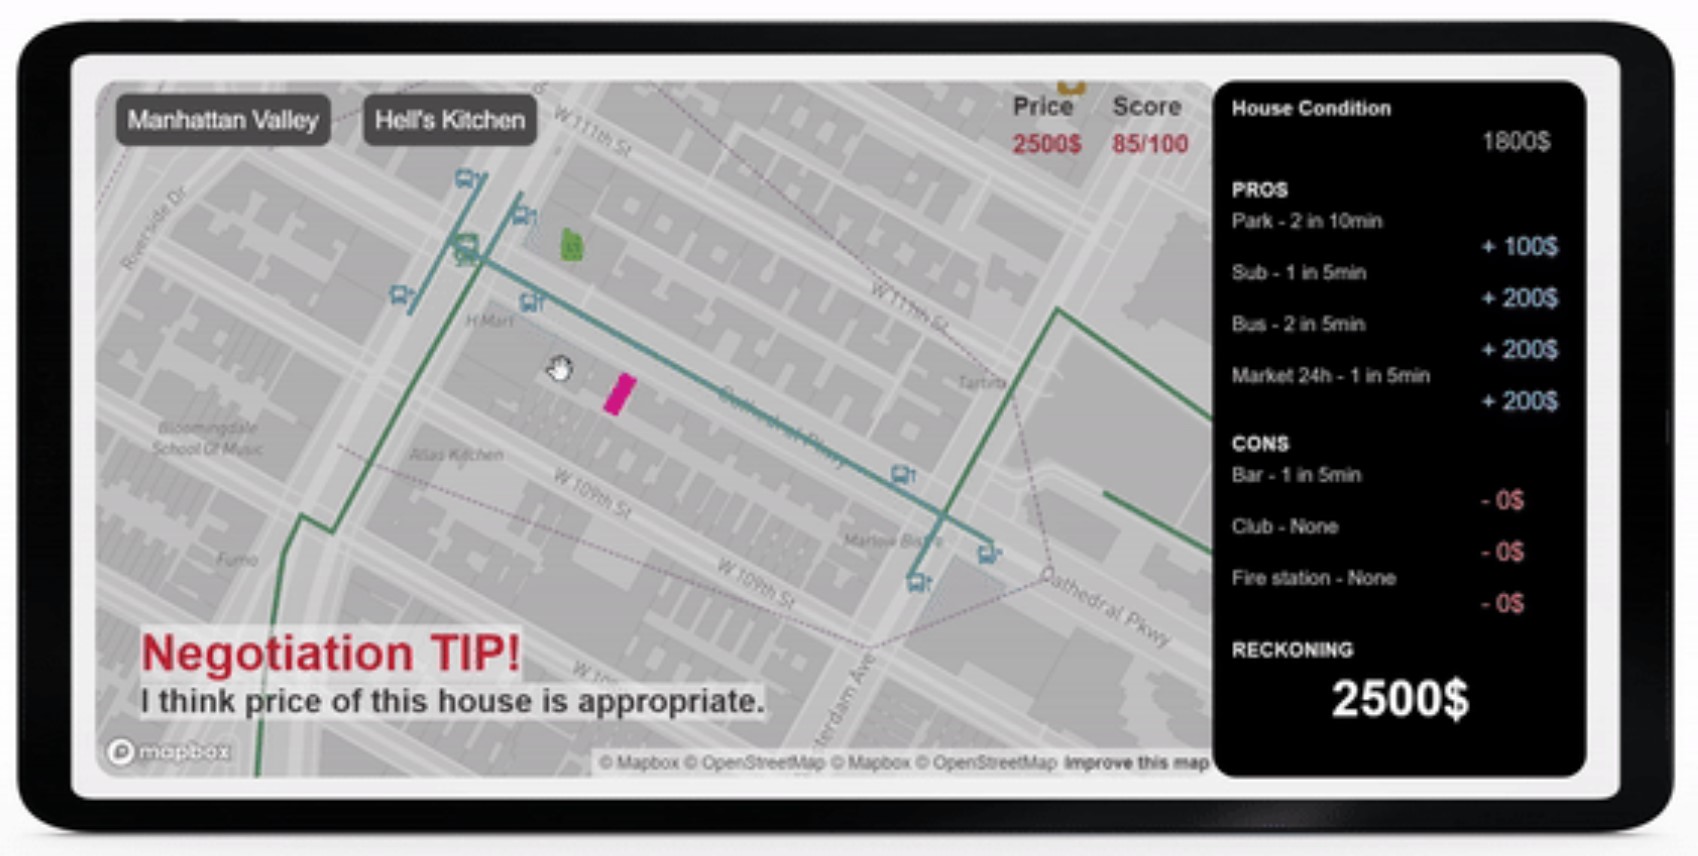 Manhattan Valley
Hell's Kitchen
Price
Score
2500$
85/100
W 111th St
Riverside Dr
H Mart
W 111th St
Tartina
Cathedral Pkwy
Bloomingdale
School Of Music
Atlas Kitchen
W 109th St
Marlow Bistro
Furno
W 109th St
Cathedral Pkwy
Negotiation TIP!
I think price of this house is appropriate.
mapbox
© Mapbox © OpenStreetMap © Mapbox © OpenStreetMap Improve this map
House Condition
1800$
PROS
Park - 2 in 10min
+ 100$
Sub - 1 in 5min
+ 200$
Bus - 2 in 5min
+ 200$
Market 24h - 1 in 5min
+ 200$
CONS
Bar - 1 in 5min
- 0$
Club - None
- 0$
Fire station - None
- 0$
RECKONING
2500$